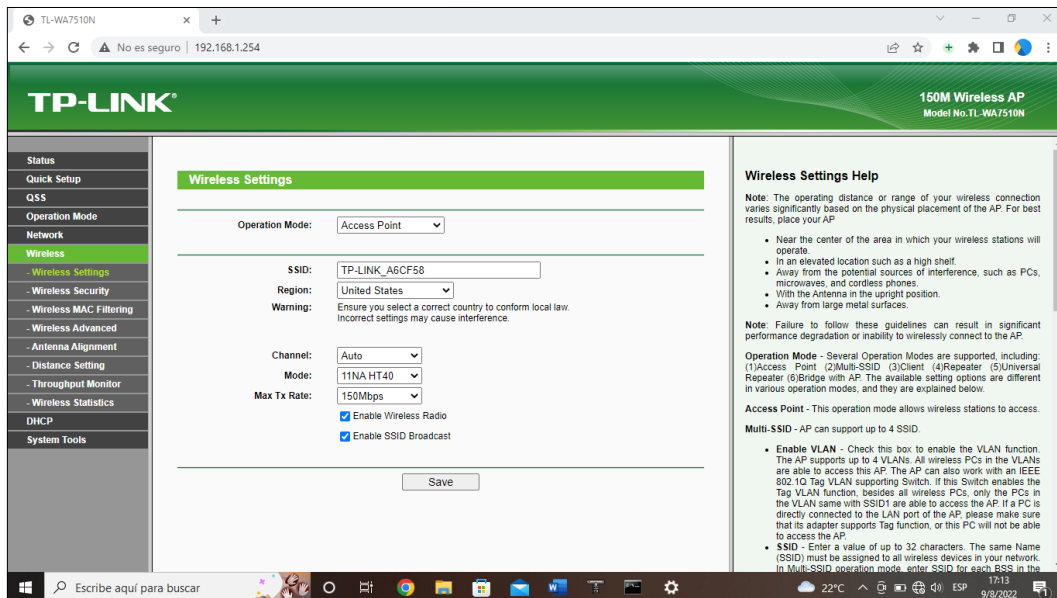 TL-WA7510N
No es seguro
192.168.1.254
TP-LINK®
150M Wireless AP
Model No.TL-WA7510N
Status
Quick Setup
QSS
Operation Mode
Network
Wireless
- Wireless Settings
- Wireless Security
- Wireless MAC Filtering
- Wireless Advanced
- Antenna Alignment
- Distance Setting
- Throughput Monitor
- Wireless Statistics
DHCP
System Tools
Wireless Settings
Operation Mode: Access Point
SSID: TP-LINK_A6CF58
Region: United States
Warning: Ensure you select a correct country to conform local law.
Incorrect settings may cause interference.
Channel: Auto
Mode: 11NA HT40
Max Tx Rate: 150Mbps
Enable Wireless Radio
Enable SSID Broadcast
Save
Wireless Settings Help
Note: The operating distance or range of your wireless connection
varies significantly based on the physical placement of the AP. For best
results, place your AP
• Near the center of the area in which your wireless stations will
operate.
• In an elevated location such as a high shelf.
• Away from the potential sources of interference, such as PCs,
microwaves, and cordless phones.
• With the Antenna in the upright position.
• Away from large metal surfaces.
Note: Failure to follow these guidelines can result in significant
performance degradation or inability to wirelessly connect to the AP.
Operation Mode - Several Operation Modes are supported, including:
(1)Access Point (2)Multi-SSID (3)Client (4)Repeater (5)Universal
Repeater (6)Bridge with AP. The available setting options are different
in various operation modes, and they are explained below.
Access Point - This operation mode allows wireless stations to access.
Multi-SSID - AP can support up to 4 SSID.
• Enable VLAN - Check this box to enable the VLAN function.
The AP supports up to 4 VLANs. All wireless PCs in the VLANs
are able to access this AP. The AP can also work with an IEEE
802.1Q Tag VLAN supporting Switch. If this Switch enables the
Tag VLAN function, besides all wireless PCs, only the PCs in
the VLAN same with SSID1 are able to access the AP. If a PC is
directly connected to the LAN port of the AP, please make sure
that its adapter supports Tag function, or this PC will not be able
to access the AP.
• SSID - Enter a value of up to 32 characters. The same Name
(SSID) must be assigned to all wireless devices in your network.
In Multi-SSID operation mode, enter SSID for each BSS in the
Escribe aquí para buscar
22°C
ESP
17:13
9/8/2022